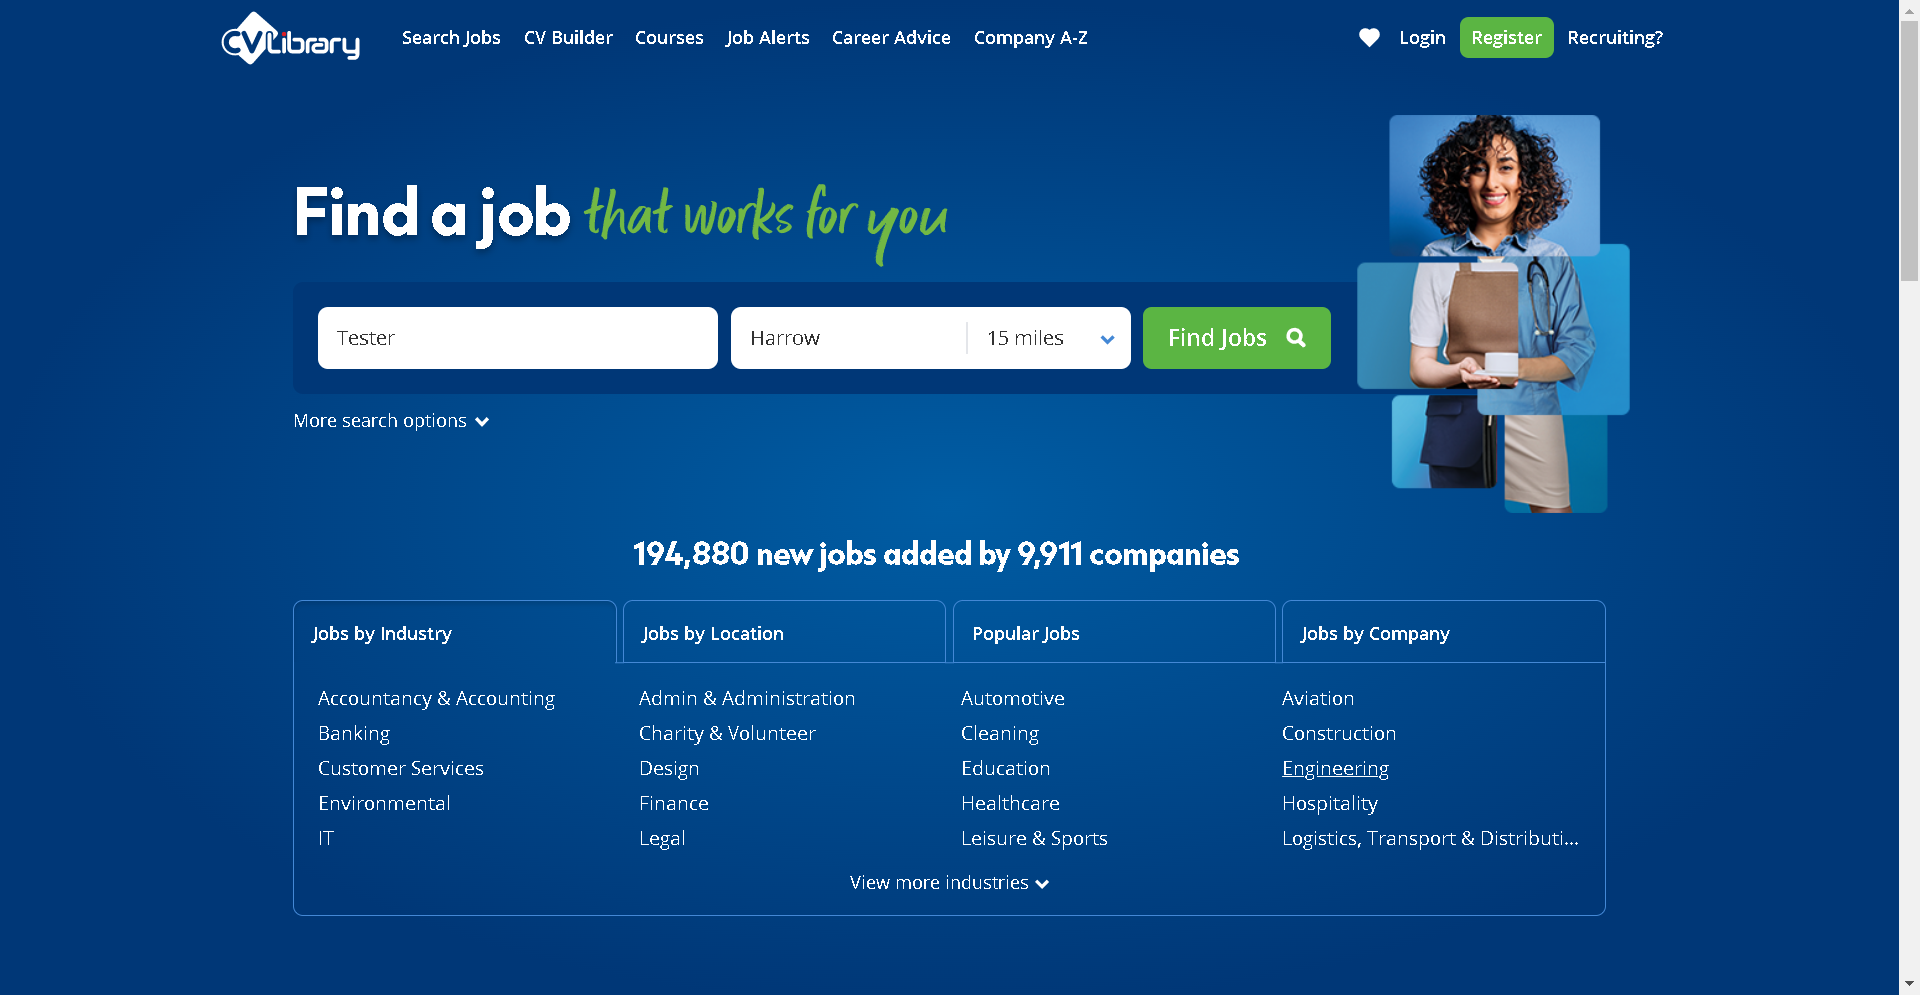 CVLibrary
Search Jobs
CV Builder
Courses
Job Alerts
Career Advice
Company A-Z
Login
Register
Recruiting?
Find a job that works for you
Tester
Harrow
15 miles
Find Jobs
More search options
194,880 new jobs added by 9,911 companies
Jobs by Industry
Jobs by Location
Popular Jobs
Jobs by Company
Accountancy & Accounting
Admin & Administration
Automotive
Aviation
Banking
Charity & Volunteer
Cleaning
Construction
Customer Services
Design
Education
Engineering
Environmental
Finance
Healthcare
Hospitality
IT
Legal
Leisure & Sports
Logistics, Transport & Distributi...
View more industries